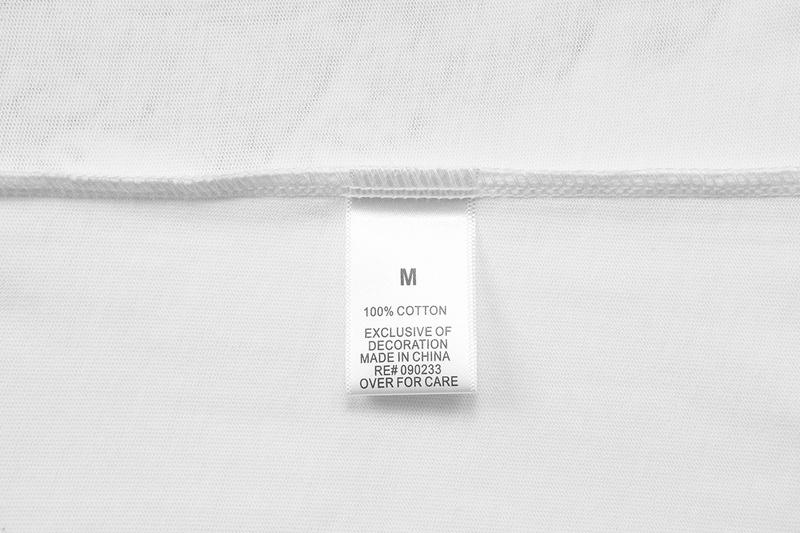 M
100% COTTON
EXCLUSIVE OF
DECORATION
MADE IN CHINA
RE# 090233
OVER FOR CARE